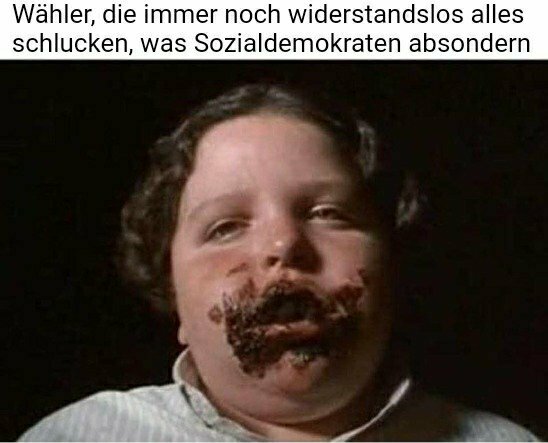 Wähler, die immer noch widerstandslos alles
schlucken, was Sozialdemokraten absondern